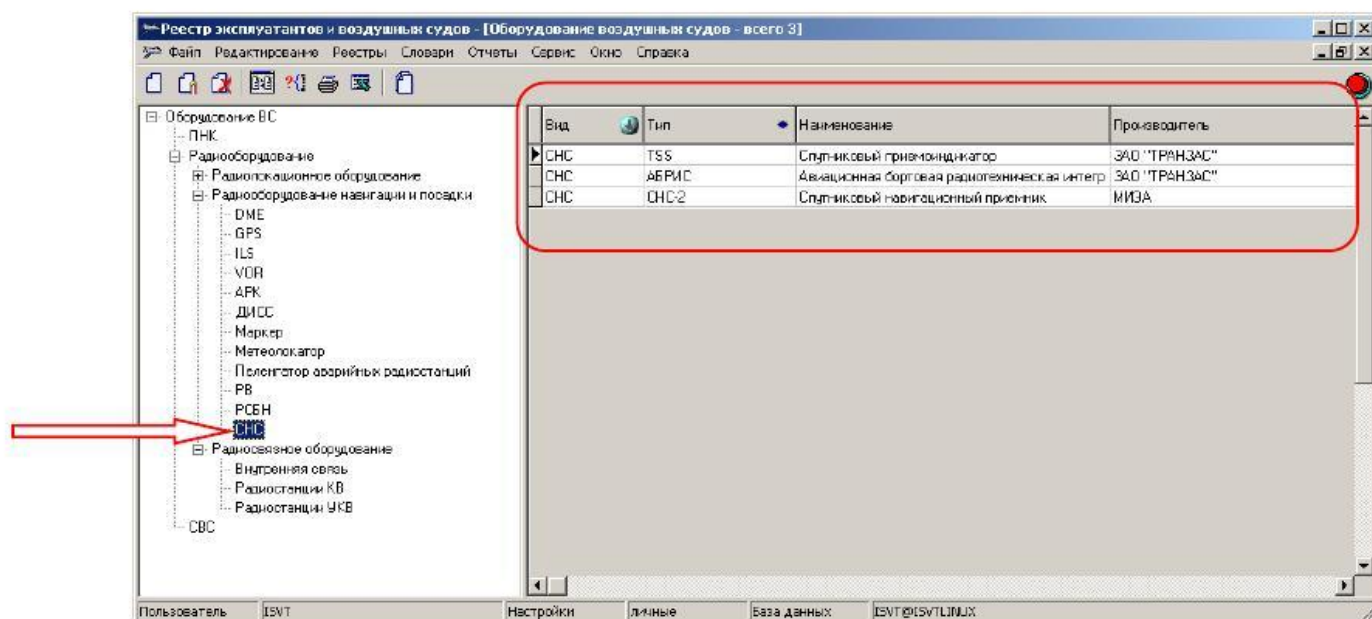 Реестр эксплуатантов и воздушных судов - [Оборудование воздушных судов - всего 3]
Файл Редактирование Реестры Словари Отчеты Сервис Окно Справка
Оборудование ВС
ПНК
Радиооборудование
Радиолокационное оборудование
Радиооборудование навигации и посадки
DME
GPS
ILS
VOR
АРК
ДИСС
Маркер
Метеолокатор
Пеленгатор аварийных радиостанций
РВ
РСБН
СНС
Радиосвязное оборудование
Внутренняя связь
Радиостанции КВ
Радиостанции УКВ
СВС
Вид Тип Наименование Производитель
СНС TSS Спутниковый приемоиндикатор ЗАО "ТРАНЗАС"
СНС АБРИС Авиационная бортовая радиотехническая интегр ЗАО "ТРАНЗАС"
СНС СНС-2 Спутниковый навигационный приемник МИЭА
Пользователь ISVT Настройки личные База данных ISVT@ISVTLINUX